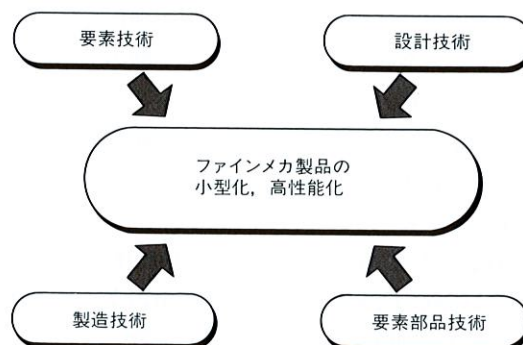 要素技術
設計技術
ファインメカ製品の
小型化，高性能化
製造技術
要素部品技術